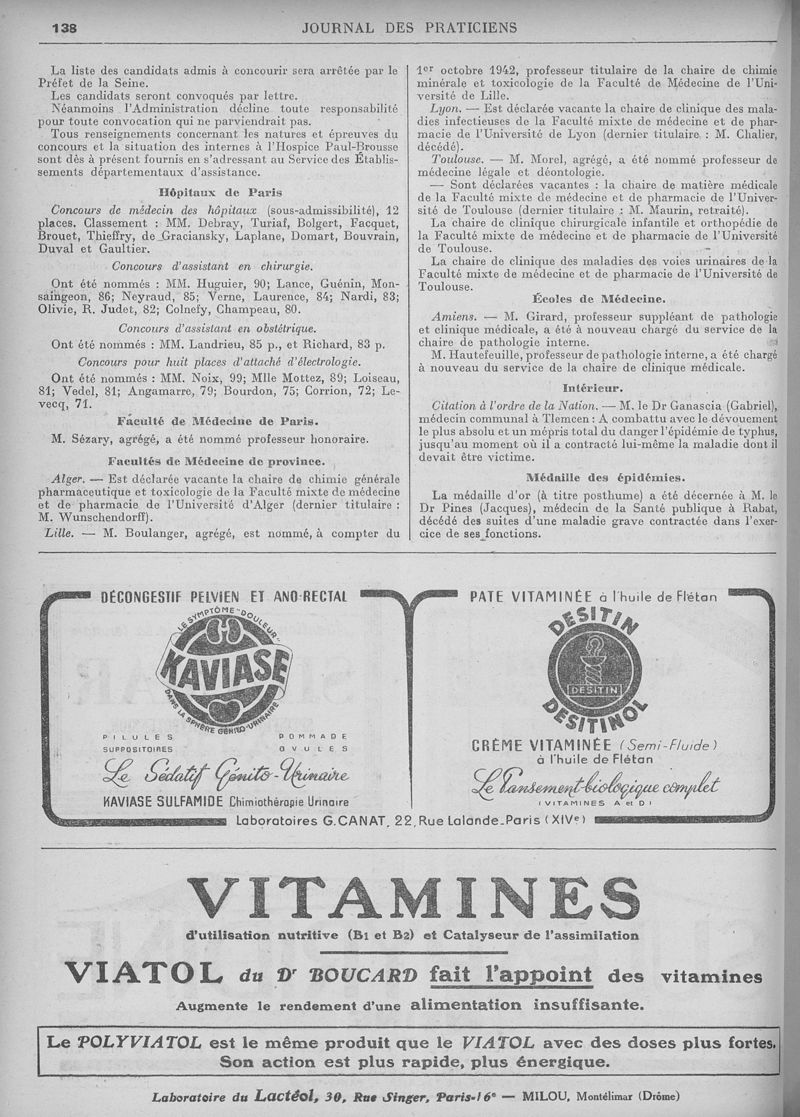 138
JOURNAL DES PRATICIENS
La liste des candidats admis à concourir sera arrêtée par le
Préfet de la Seine.
Les candidats seront convoqués par lettre.
Néanmoins l'Administration décline toute responsabilité
pour toute convocation qui ne parviendrait pas.
Tous renseignements concernant les natures et épreuves du
concours et la situation des internes à l'Hospice Paul-Brousse
sont dès à présent fournis en s'adressant au Service des Établis-
sements départementaux d'assistance.
Hôpitaux de Paris
Concours de médecin des hôpitaux (sous-admissibilité), 12
places. Classement : MM. Debray, Turiaf, Bolgert, Facquet,
Brouet, Thieffry, de Graciansky, Laplane, Domart, Bouvrain,
Duval et Gaultier.
Concours d'assistant en chirurgie.
Ont été nommés : MM. Huguier, 90; Lance, Guénin, Mon-
saingeon, 86; Neyraud, 85; Verne, Laurence, 84; Nardi, 83;
Olivie, R. Judet, 82; Colnefy, Champeau, 80.
Concours d'assistant en obstétrique.
Ont été nommés : MM. Landrieu, 85 p., et Richard, 83 p.
Concours pour huit places d'attaché d'électrologie.
Ont été nommés : MM. Noix, 99; Mlle Mottez, 89; Loiseau,
81; Vedel, 81; Angamarre, 79; Bourdon, 75; Corrion, 72; Le-
vecq, 71.
Faculté de Médecine de Paris.
M. Sézary, agrégé, a été nommé professeur honoraire.
Facultés de Médecine de province.
Alger. — Est déclarée vacante la chaire de chimie générale
pharmaceutique et toxicologie de la Faculté mixte de médecine
et de pharmacie de l'Université d'Alger (dernier titulaire :
M. Wunschendorff).
Lille. — M. Boulanger, agrégé, est nommé, à compter du
1er octobre 1942, professeur titulaire de la chaire de chimie
minérale et toxicologie de la Faculté de Médecine de l'Uni-
versité de Lille.
Lyon. — Est déclarée vacante la chaire de clinique des mala-
dies infectieuses de la Faculté mixte de médecine et de phar-
macie de l'Université de Lyon (dernier titulaire : M. Chalier,
décédé).
Toulouse. — M. Morel, agrégé, a été nommé professeur de
médecine légale et déontologie.
— Sont déclarées vacantes : la chaire de matière médicale
de la Faculté mixte de médecine et de pharmacie de l'Univer-
sité de Toulouse (dernier titulaire : M. Maurin, retraité).
La chaire de clinique chirurgicale infantile et orthopédie de
la Faculté mixte de médecine et de pharmacie de l'Université
de Toulouse.
La chaire de clinique des maladies des voies urinaires de la
Faculté mixte de médecine et de pharmacie de l'Université de
Toulouse.
Écoles de Médecine.
Amiens. — M. Girard, professeur suppléant de pathologie
et clinique médicale, a été à nouveau chargé du service de la
chaire de pathologie interne.
M. Hautefeuille, professeur de pathologie interne, a été chargé
à nouveau du service de la chaire de clinique médicale.
Intérieur.
Citation à l'ordre de la Nation. — M. le Dr Ganascia (Gabriel),
médecin communal à Tlemcen : A combattu avec le dévouement
le plus absolu et un mépris total du danger l'épidémie de typhus,
jusqu'au moment où il a contracté lui-même la maladie dont il
devait être victime.
Médaille des épidémies.
La médaille d'or (à titre posthume) a été décernée à M. le
Dr Pines (Jacques), médecin de la Santé publique à Rabat,
décédé des suites d'une maladie grave contractée dans l'exer-
cice de ses fonctions.
DÉCONGESTIF PELVIEN ET ANO-RECTAL
LE SYMPTÔME "DOULEUR"
KAVIASE
DANS LA SPHÈRE GÉNITO-URINAIRE
PILULES POMMADE
SUPPOSITOIRES OVULES
Le Sédatif Génito-Urinaire
KAVIASE SULFAMIDE Chimiothérapie Urinaire
PATE VITAMINÉE à l'huile de Flétan
DESITIN
DESITIN
DESITINOL
CRÈME VITAMINÉE (Semi-Fluide)
à l'huile de Flétan
Le Pansement biologique complet
(VITAMINES A et D)
Laboratoires G.CANAT, 22, Rue Lalande-Paris (XIVe)
VITAMINES
d'utilisation nutritive (B1 et B2) et Catalyseur de l'assimilation
VIATOL du Dr BOUCARD fait l'appoint des vitamines
Augmente le rendement d'une alimentation insuffisante.
Le POLYVIATOL est le même produit que le VIATOL avec des doses plus fortes.
Son action est plus rapide, plus énergique.
Laboratoire du Lactéol, 30, Rue Singer, Paris-16e — MILOU, Montélimar (Drôme)